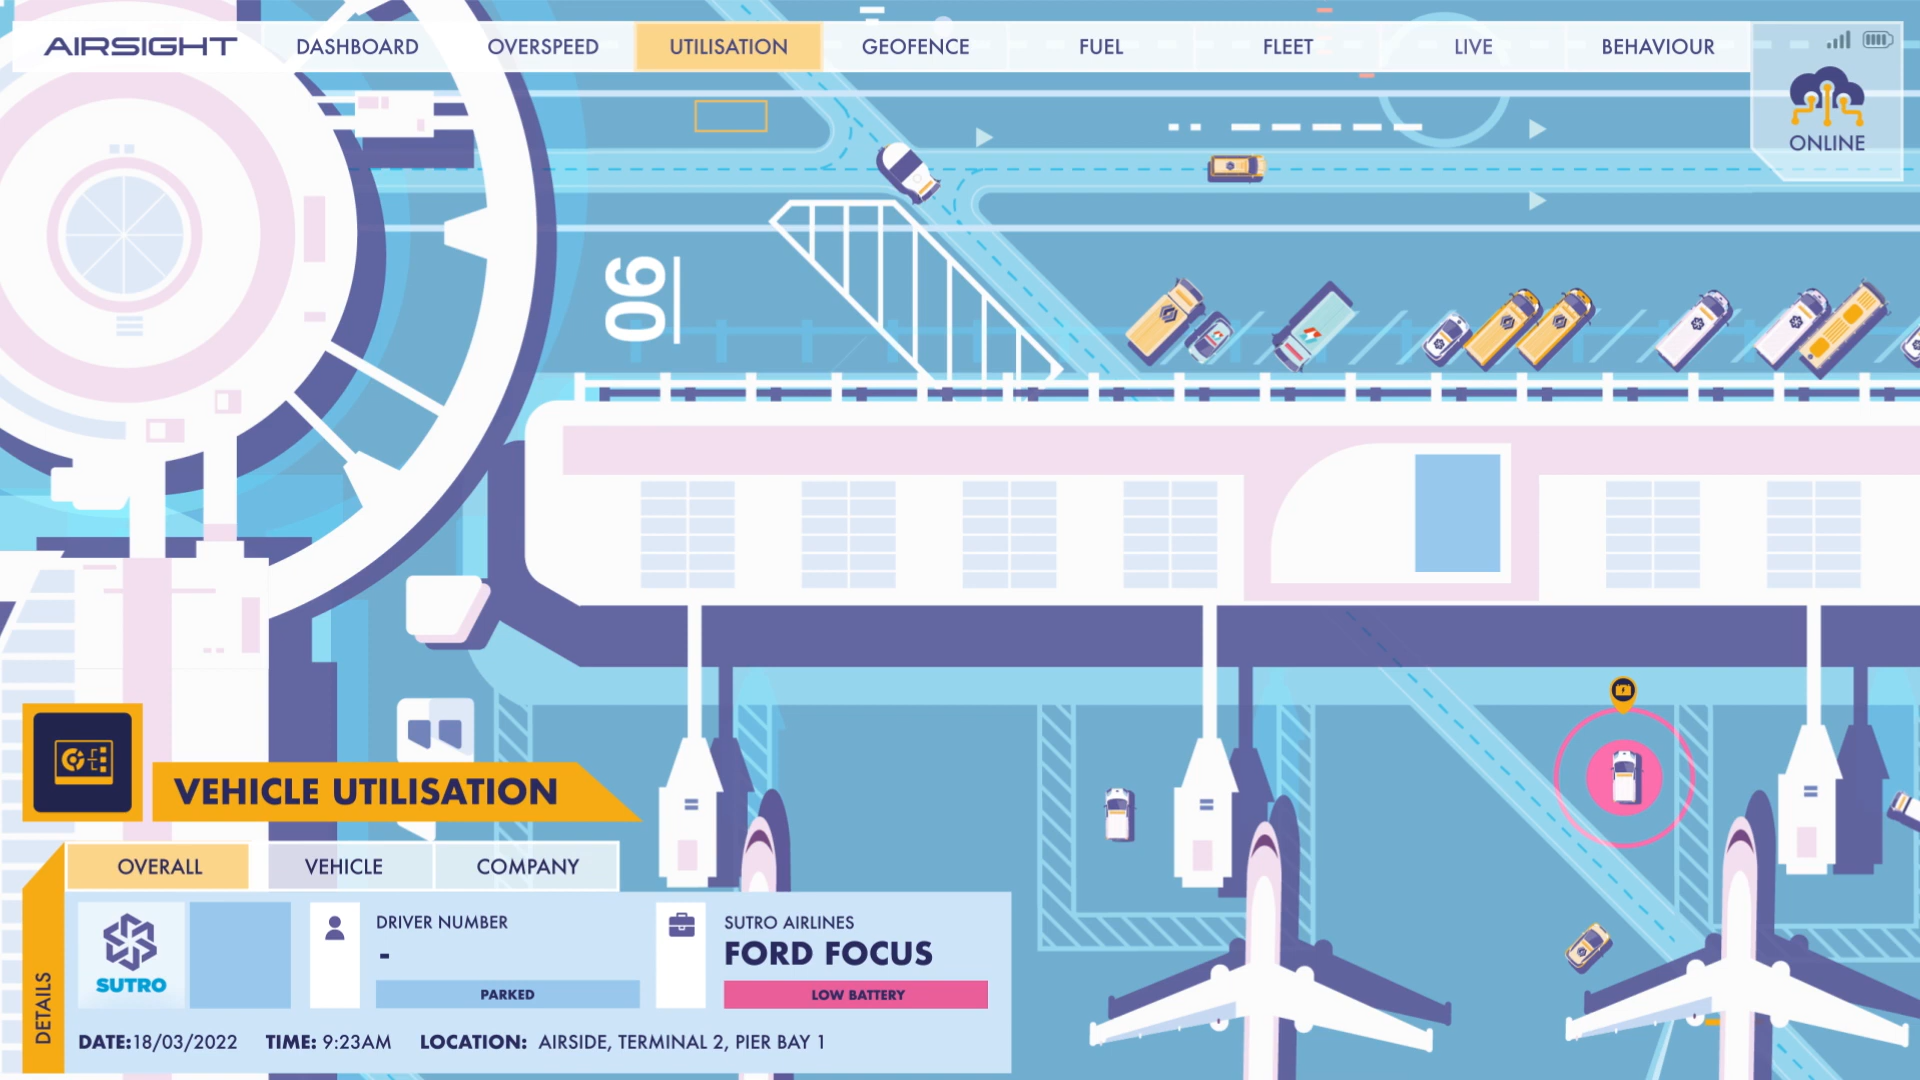 AIRSIGHT
DASHBOARD
OVERSPEED
UTILISATION
GEOFENCE
FUEL
FLEET
LIVE
BEHAVIOUR
ONLINE
06
VEHICLE UTILISATION
OVERALL
VEHICLE
COMPANY
DETAILS
SUTRO
DRIVER NUMBER
-
PARKED
SUTRO AIRLINES
FORD FOCUS
LOW BATTERY
DATE:18/03/2022 TIME: 9:23AM LOCATION: AIRSIDE, TERMINAL 2, PIER BAY 1